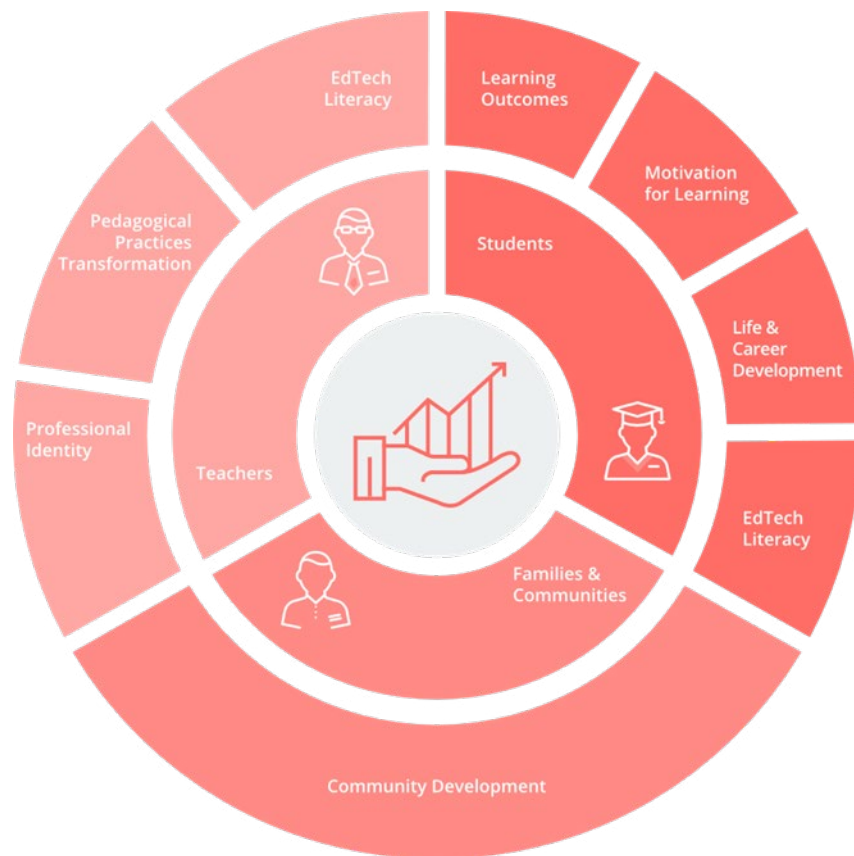 EdTech
Literacy
Learning
Outcomes
Motivation
for Learning
Pedagogical
Practices
Transformation
Students
Life &
Career
Development
Professional
Identity
Teachers
EdTech
Literacy
Families &
Communities
Community Development